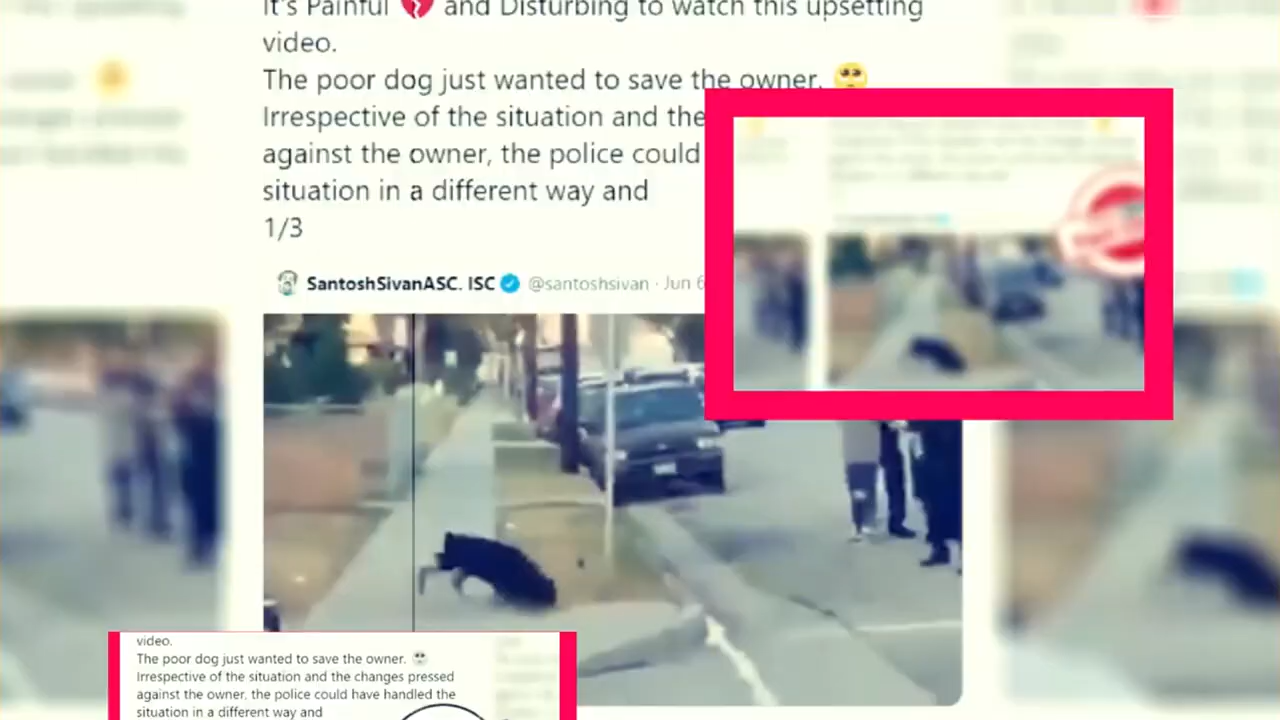 It's Painful 💔 and Disturbing to watch this upsetting
video.
The poor dog just wanted to save the owner. 🥺
Irrespective of the situation and the
against the owner, the police could
situation in a different way and
1/3
SantoshSivanASC. ISC @santoshsivan · Jun 6
video.
The poor dog just wanted to save the owner. 🥺
Irrespective of the situation and the changes pressed
against the owner, the police could have handled the
situation in a different way and